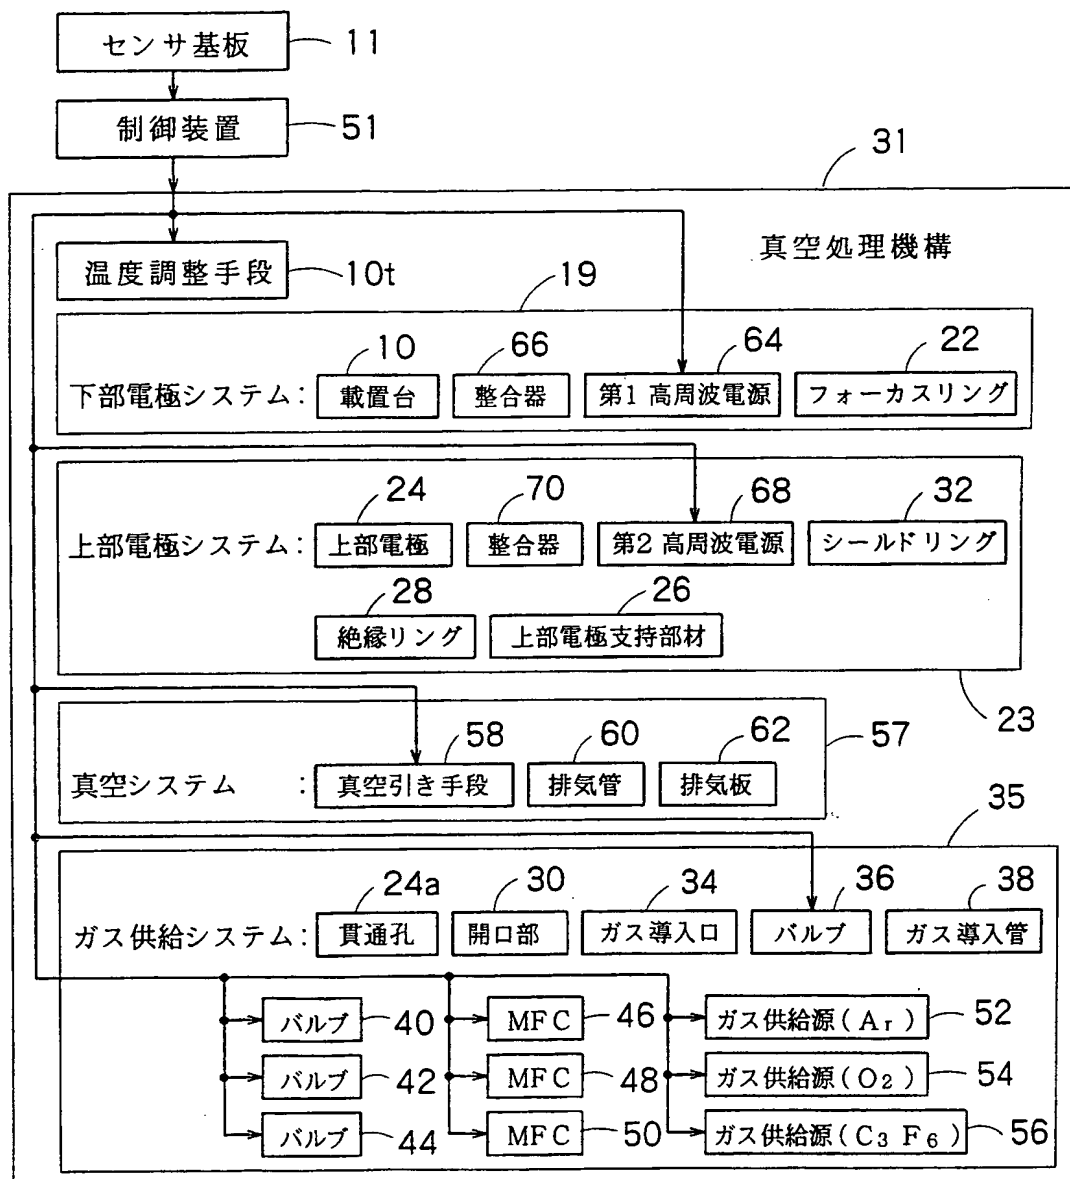 センサ基板 11
制御装置 51
31
真空処理機構
温度調整手段 10t
19
10 66 64 22
下部電極システム: 載置台 整合器 第1高周波電源 フォーカスリング
24 70 68 32
上部電極システム: 上部電極 整合器 第2高周波電源 シールドリング
28 26
絶縁リング 上部電極支持部材
23
58 60 62 57
真空システム : 真空引き手段 排気管 排気板
35
24a 30 34 36 38
ガス供給システム: 貫通孔 開口部 ガス導入口 バルブ ガス導入管
バルブ 40 MFC 46 ガス供給源(Ar) 52
バルブ 42 MFC 48 ガス供給源(O₂) 54
バルブ 44 MFC 50 ガス供給源(C₃F₆) 56